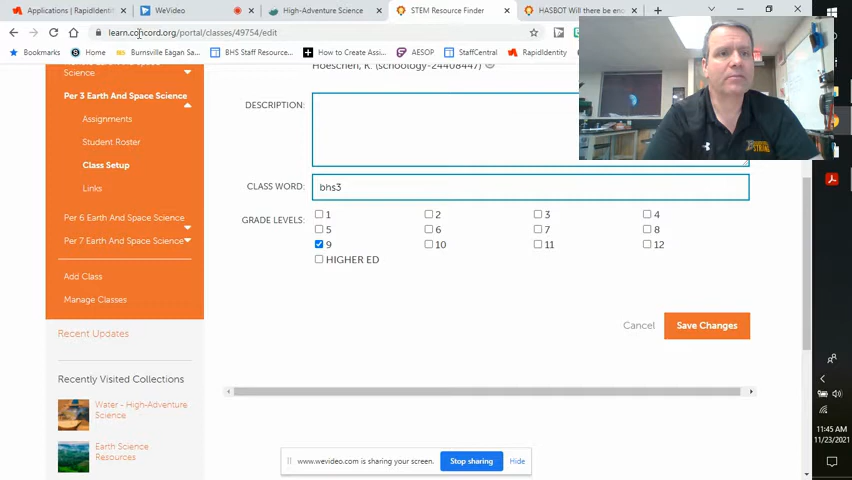 Applications | RapidIdentity
WeVideo
High-Adventure Science
STEM Resource Finder
HASBOT Will there be en
learn.concord.org/portal/classes/49754/edit
Bookmarks
Home
Burnsville Eagan Sa...
BHS Staff Resource...
How to Create Assi...
AESOP
StaffCentral
RapidIdentity
Science
Per 3 Earth And Space Science
Assignments
Student Roster
Class Setup
Links
Per 6 Earth And Space Science
Per 7 Earth And Space Science
Add Class
Manage Classes
Recent Updates
Recently Visited Collections
Water - High-Adventure
Science
Earth Science
Resources
Hoeschen, K. (schoology-24408447)
DESCRIPTION:
CLASS WORD:
bhs3
GRADE LEVELS:
1 2 3 4
5 6 7 8
9 10 11 12
HIGHER ED
Cancel
Save Changes
www.wevideo.com is sharing your screen.
Stop sharing
Hide
11:45 AM
11/23/2021